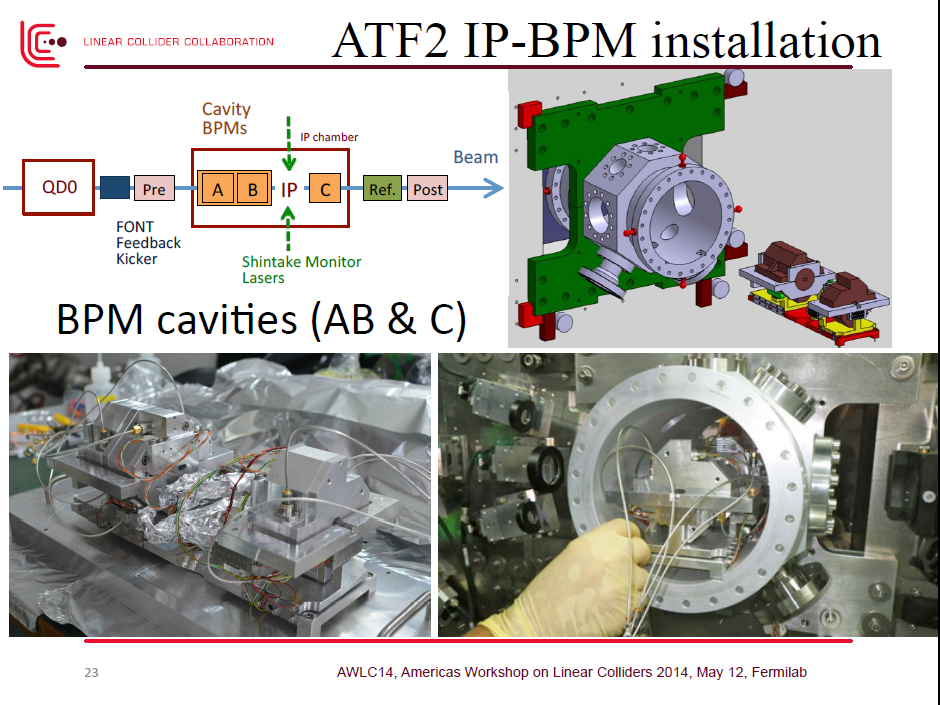 LINEAR COLLIDER COLLABORATION
ATF2 IP-BPM installation
Cavity
BPMs
IP chamber
Beam
QD0
Pre
A
B
IP
C
Ref.
Post
FONT
Feedback
Kicker
Shintake Monitor
Lasers
BPM cavities (AB & C)
23
AWLC14, Americas Workshop on Linear Colliders 2014, May 12, Fermilab